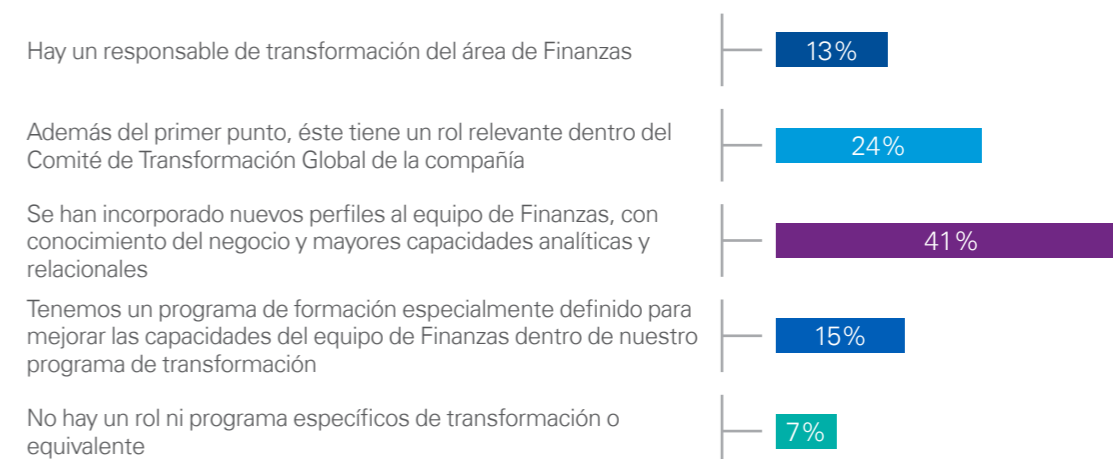 Hay un responsable de transformación del área de Finanzas
13%
Además del primer punto, éste tiene un rol relevante dentro del
Comité de Transformación Global de la compañía
24%
Se han incorporado nuevos perfiles al equipo de Finanzas, con
conocimiento del negocio y mayores capacidades analíticas y
relacionales
41%
Tenemos un programa de formación especialmente definido para
mejorar las capacidades del equipo de Finanzas dentro de nuestro
programa de transformación
15%
No hay un rol ni programa específicos de transformación o
equivalente
7%